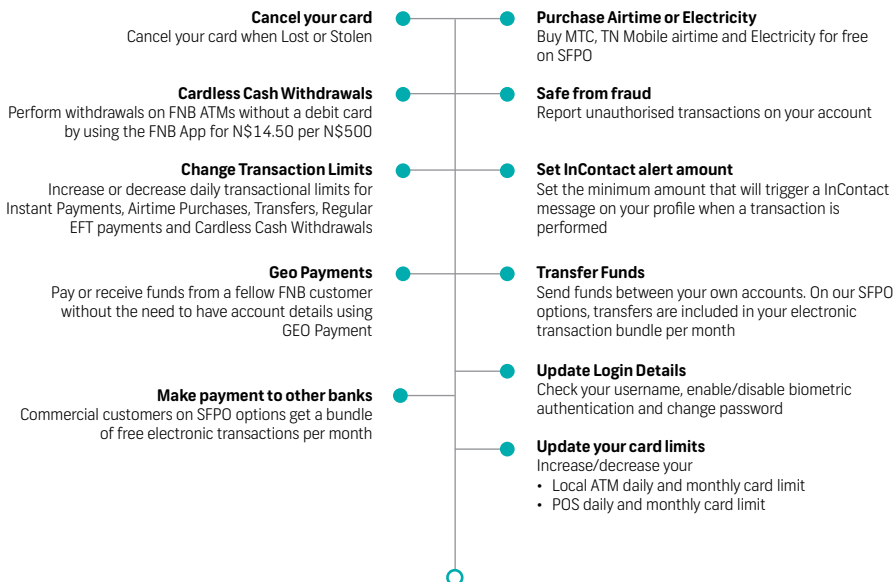 Cancel your card
Cancel your card when Lost or Stolen
Cardless Cash Withdrawals
Perform withdrawals on FNB ATMs without a debit card
by using the FNB App for N$14.50 per N$500
Change Transaction Limits
Increase or decrease daily transactional limits for
Instant Payments, Airtime Purchases, Transfers, Regular
EFT payments and Cardless Cash Withdrawals
Geo Payments
Pay or receive funds from a fellow FNB customer
without the need to have account details using
GEO Payment
Make payment to other banks
Commercial customers on SFPO options get a bundle
of free electronic transactions per month
Purchase Airtime or Electricity
Buy MTC, TN Mobile airtime and Electricity for free
on SFPO
Safe from fraud
Report unauthorised transactions on your account
Set InContact alert amount
Set the minimum amount that will trigger a InContact
message on your profile when a transaction is
performed
Transfer Funds
Send funds between your own accounts. On our SFPO
options, transfers are included in your electronic
transaction bundle per month
Update Login Details
Check your username, enable/disable biometric
authentication and change password
Update your card limits
Increase/decrease your
• Local ATM daily and monthly card limit
• POS daily and monthly card limit